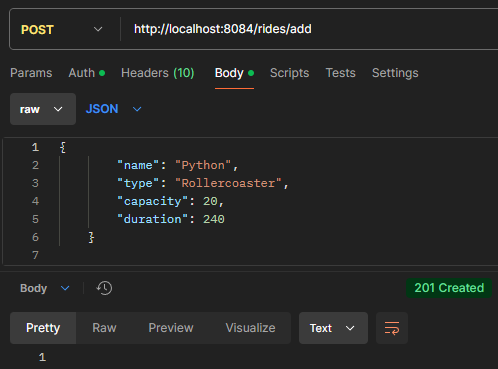 POST http://localhost:8084/rides/add
Params Auth Headers (10) Body Scripts Tests Settings
raw JSON
1 {
2 "name": "Python",
3 "type": "Rollercoaster",
4 "capacity": 20,
5 "duration": 240
6 }
7
Body 201 Created
Pretty Raw Preview Visualize Text
1